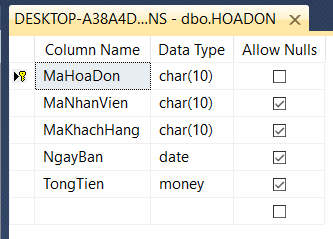 DESKTOP-A38A4D...NS - dbo.HOADON
Column Name Data Type Allow Nulls
MaHoaDon char(10)
MaNhanVien char(10)
MaKhachHang char(10)
NgayBan date
TongTien money